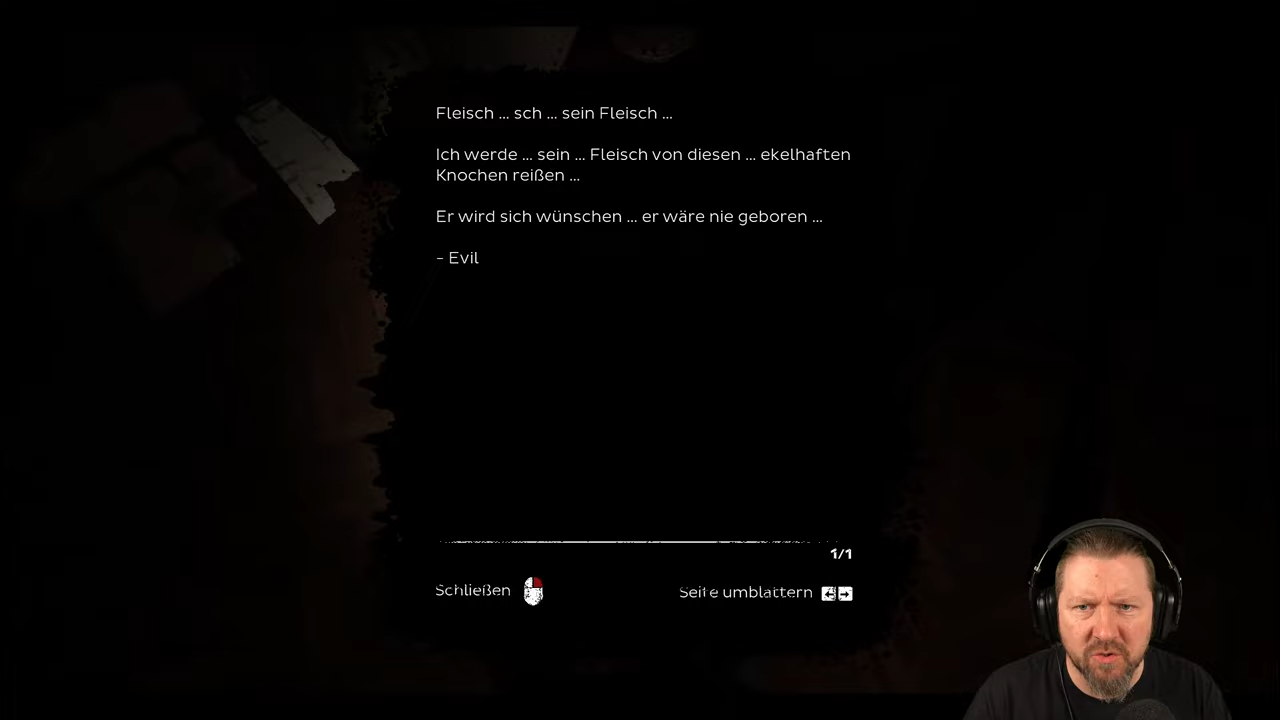 Fleisch ... sch ... sein Fleisch ...
Ich werde ... sein ... Fleisch von diesen ... ekelhaften
Knochen reißen ...
Er wird sich wünschen ... er wäre nie geboren ...
- Evil
1/1
Schließen
Seite umblättern